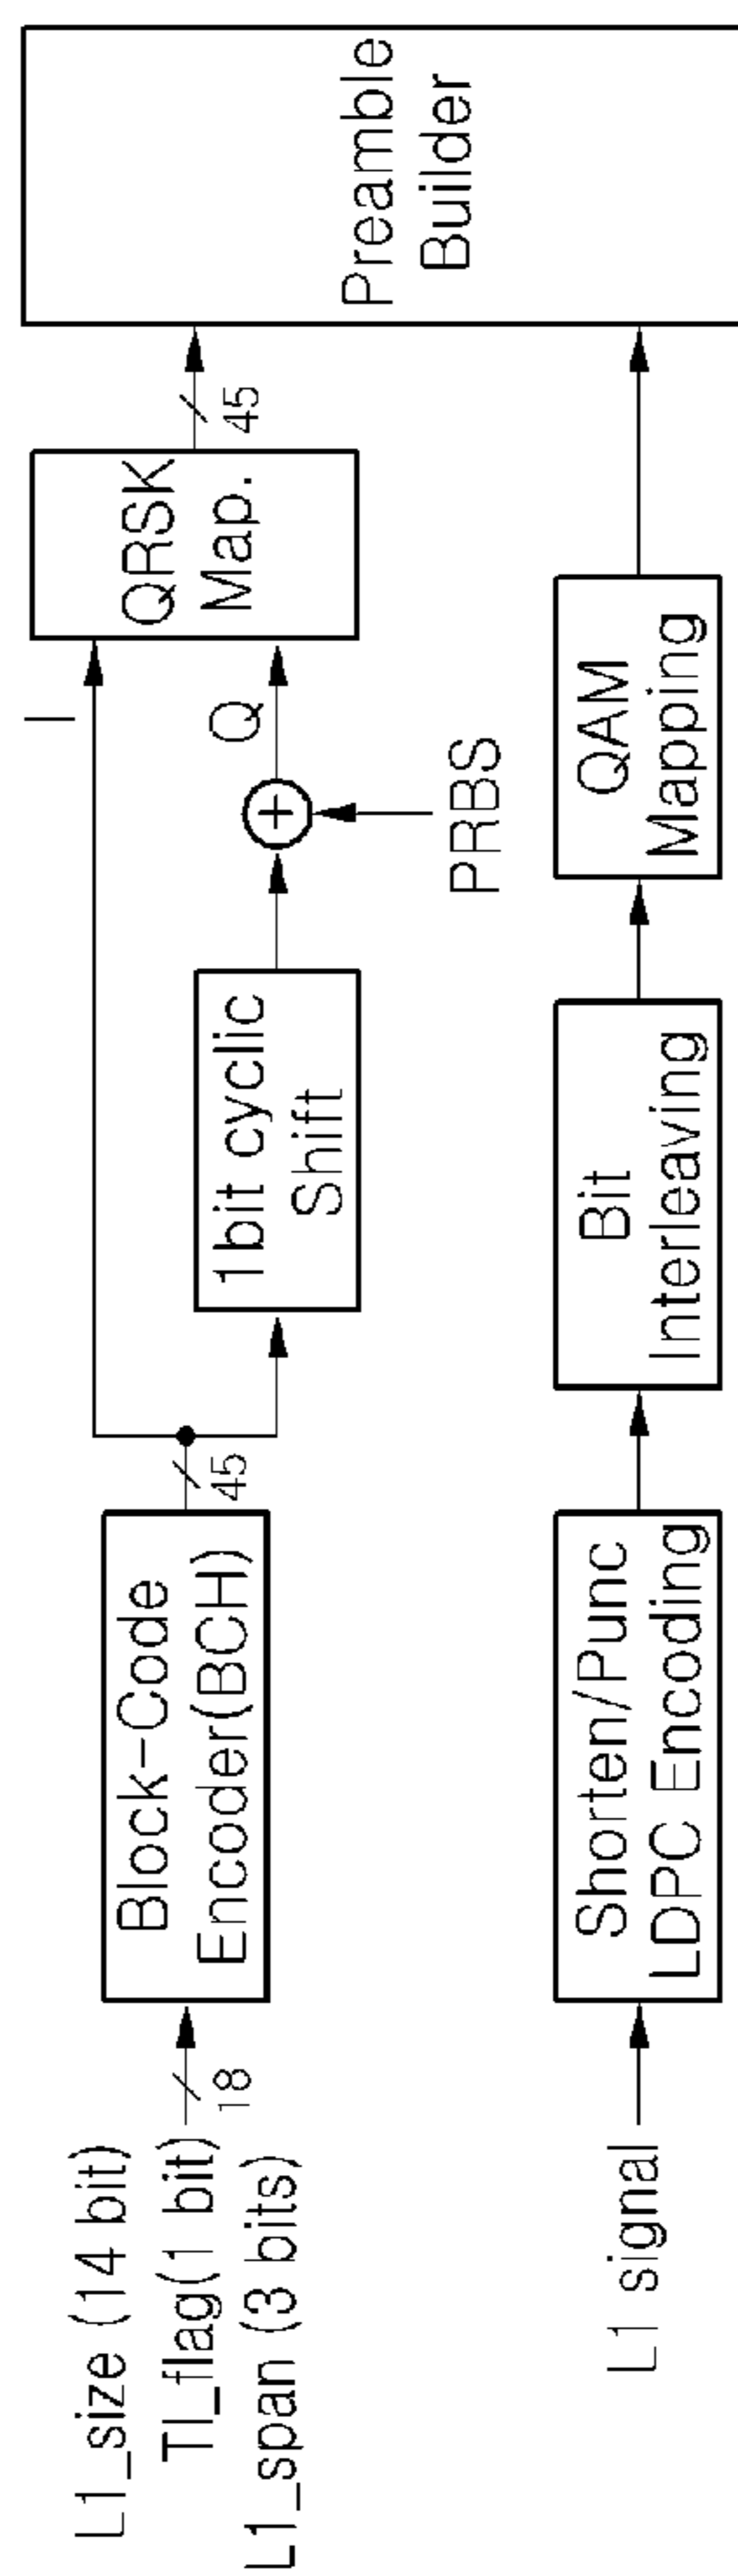 L1_size (14 bit)
TI_flag(1 bit)
L1_span (3 bits)
18
Block-Code
Encoder(BCH)
45
1bit cyclic
Shift
+
PRBS
I
Q
QRSK
Map.
45
L1 signal
Shorten/Punc
LDPC Encoding
Bit
Interleaving
QAM
Mapping
Preamble
Builder